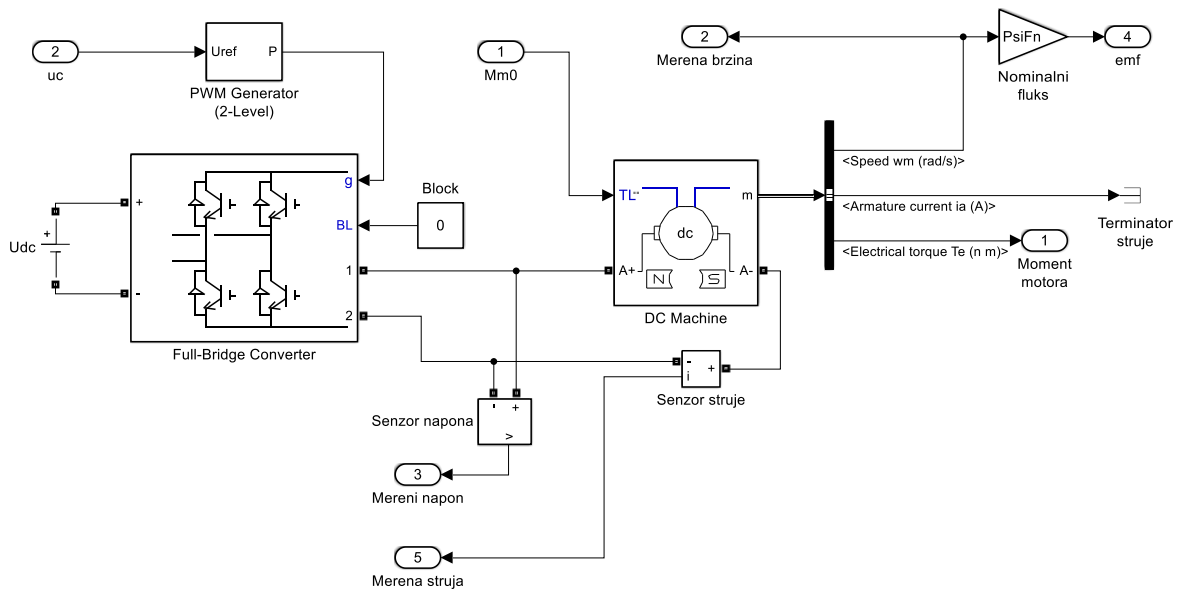 2
uc
Uref
P
PWM Generator
(2-Level)
1
Mm0
2
Merena brzina
PsiFn
Nominalni
fluks
4
emf
g
BL
Block
0
+
-
1
2
+
Udc
Full-Bridge Converter
TL
m
dc
A+
A-
N
S
DC Machine
<Speed wm (rad/s)>
<Armature current ia (A)>
<Electrical torque Te (n m)>
Terminator
struje
1
Moment
motora
-
i
+
Senzor struje
Senzor napona
-
+
v
3
Mereni napon
5
Merena struja